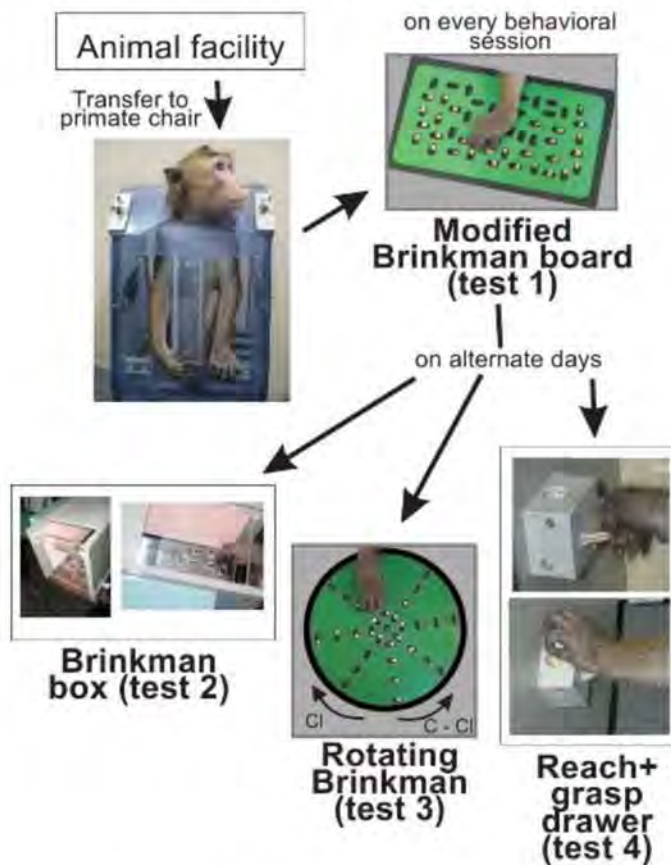 Animal facility
Transfer to
primate chair
on every behavioral
session
Modified
Brinkman board
(test 1)
on alternate days
Brinkman
box (test 2)
Cl
C - Cl
Rotating
Brinkman
(test 3)
Reach+
grasp
drawer
(test 4)